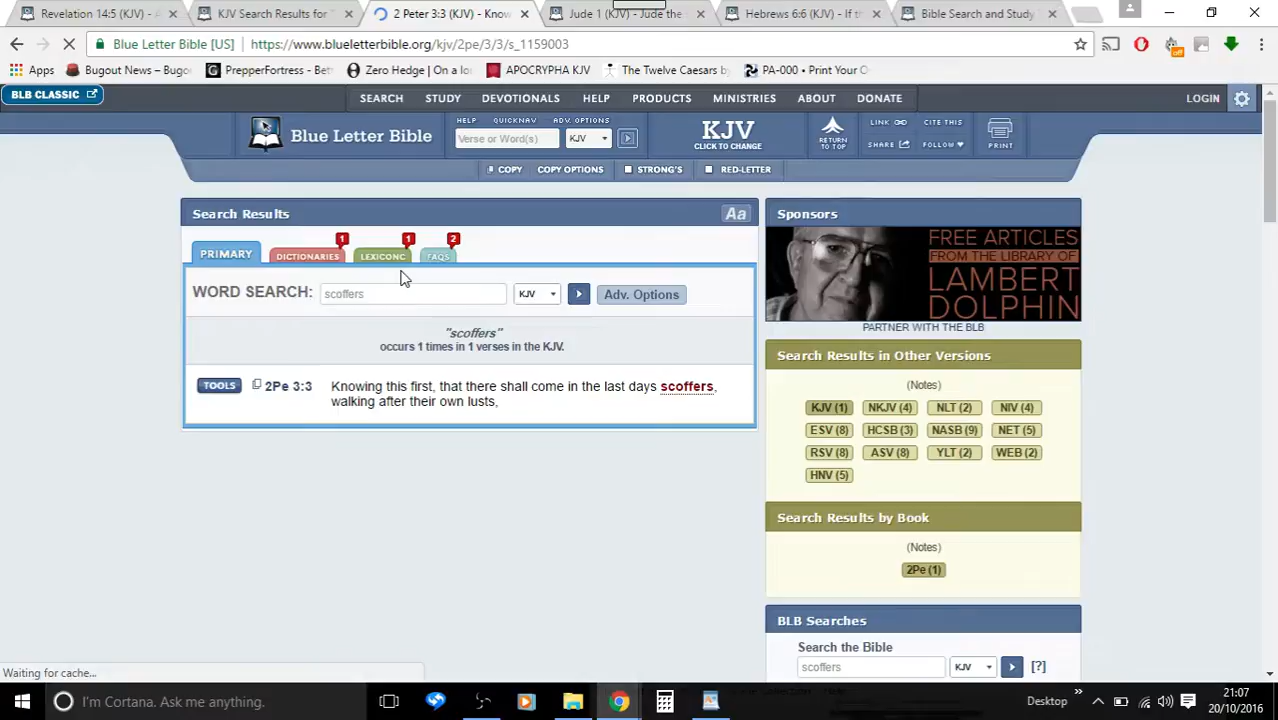 Revelation 14:5 (KJV) - A
KJV Search Results for "
2 Peter 3:3 (KJV) - Know
Jude 1 (KJV) - Jude the
Hebrews 6:6 (KJV) - If th
Bible Search and Study T
Blue Letter Bible [US] https://www.blueletterbible.org/kjv/2pe/3/3/s_1159003
Apps Bugout News – Bugo PrepperFortress - Bett Zero Hedge | On a lo APOCRYPHA KJV The Twelve Caesars by PA-000 • Print Your O
BLB CLASSIC
SEARCH STUDY DEVOTIONALS HELP PRODUCTS MINISTRIES ABOUT DONATE LOGIN
Blue Letter Bible
HELP QUICKNAV ADV. OPTIONS
Verse or Word(s) KJV
KJV
CLICK TO CHANGE
RETURN
TO TOP
LINK CITE THIS
SHARE FOLLOW
PRINT
COPY COPY OPTIONS STRONG'S RED-LETTER
Search Results Aa
1 1 2
PRIMARY DICTIONARIES LEXICONC FAQS
WORD SEARCH: scoffers KJV Adv. Options
"scoffers"
occurs 1 times in 1 verses in the KJV.
TOOLS 2Pe 3:3 Knowing this first, that there shall come in the last days scoffers,
walking after their own lusts,
Sponsors
FREE ARTICLES
FROM THE LIBRARY OF
LAMBERT
DOLPHIN
PARTNER WITH THE BLB
Search Results in Other Versions
(Notes)
KJV (1) NKJV (4) NLT (2) NIV (4)
ESV (8) HCSB (3) NASB (9) NET (5)
RSV (8) ASV (8) YLT (2) WEB (2)
HNV (5)
Search Results by Book
(Notes)
2Pe (1)
BLB Searches
Search the Bible
scoffers KJV [?]
Waiting for cache...
I'm Cortana. Ask me anything.
Desktop
21:07
20/10/2016